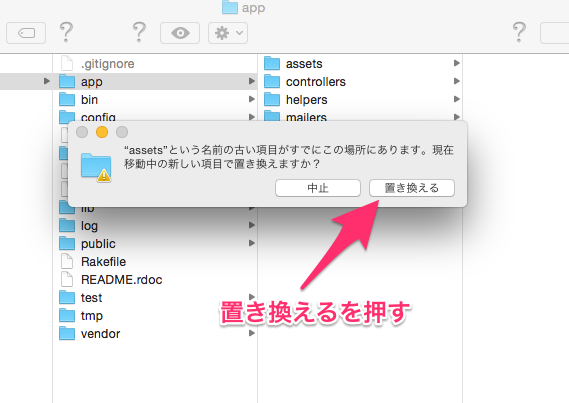 app
.gitignore
app
bin
config
assets
controllers
helpers
mailers
“assets”という名前の古い項目がすでにこの場所にあります。現在
移動中の新しい項目で置き換えますか？
中止
置き換える
lib
log
public
Rakefile
README.rdoc
test
tmp
vendor
置き換えるを押す